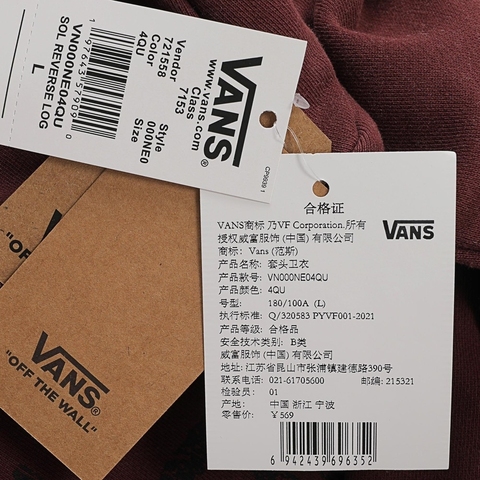 VANS®
www.vans.com
Class
7153
Vendor
721558
Color
4QU
Style
000NE0
Size
1 97643 57909 0
VN000NE04QU
SOL REVERSE LOG
L
CP9939 1
"OF
VANS®
"OFF THE WALL"
合格证
VANS
VANS商标 乃VF Corporation.所有
授权威富服饰 (中国) 有限公司
商标: Vans (范斯)
产品名称: 套头卫衣
产品款号: VN000NE04QU
产品颜色: 4QU
号型: 180/100A (L)
执行标准: Q/320583 PYVF001-2021
产品等级: 合格品
安全技术类别: B类
威富服饰 (中国) 有限公司
地址: 江苏省昆山市张浦镇建德路390号
联系电话: 021-61705600 邮编: 215321
检验员: 01
产地: 中国 浙江 宁波
零售价: ¥569
6 942439 696352